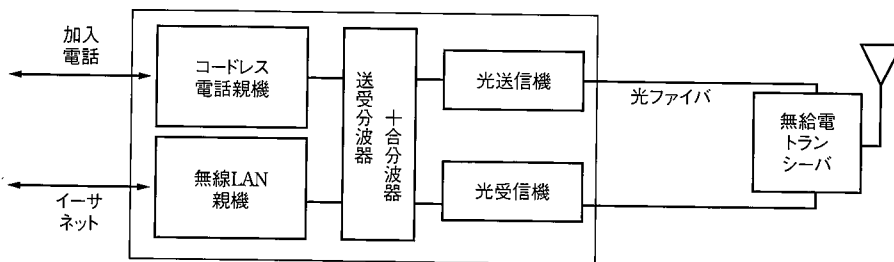 加入
電話
コードレス
電話親機
無線LAN
親機
イーサ
ネット
送受分波器
十合分波器
光送信機
光受信機
光ファイバ
無給電
トラン
シーバ